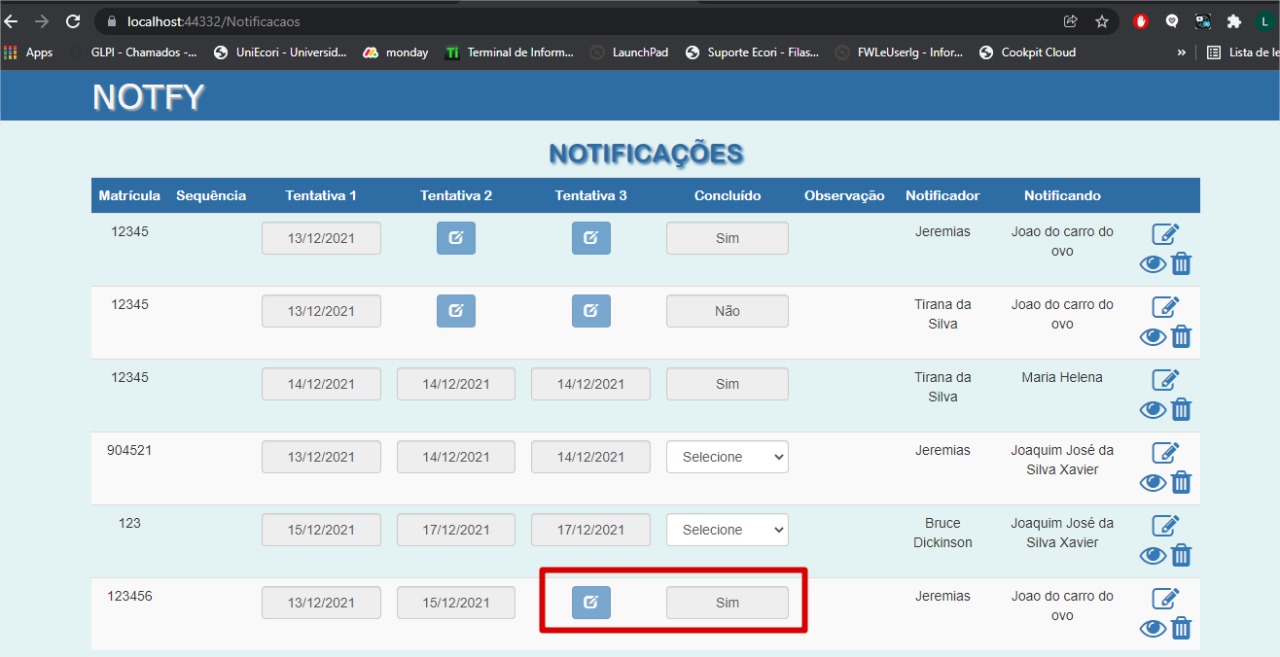 localhost:44332/Notificacaos
L
Apps GLPI - Chamados -... UniEcori - Universid... monday Ti Terminal de Inform... LaunchPad Suporte Ecori - Filas... FWLeUserlg - Infor... Cookpit Cloud » Lista de le
NOTFY
NOTIFICAÇÕES
Matrícula Sequência Tentativa 1 Tentativa 2 Tentativa 3 Concluído Observação Notificador Notificando
12345 13/12/2021 Sim Jeremias Joao do carro do
ovo
12345 13/12/2021 Não Tirana da Joao do carro do
Silva ovo
12345 14/12/2021 14/12/2021 14/12/2021 Sim Tirana da Maria Helena
Silva
904521 13/12/2021 14/12/2021 14/12/2021 Selecione Jeremias Joaquim José da
Silva Xavier
123 15/12/2021 17/12/2021 17/12/2021 Selecione Bruce Joaquim José da
Dickinson Silva Xavier
123456 13/12/2021 15/12/2021 Sim Jeremias Joao do carro do
ovo